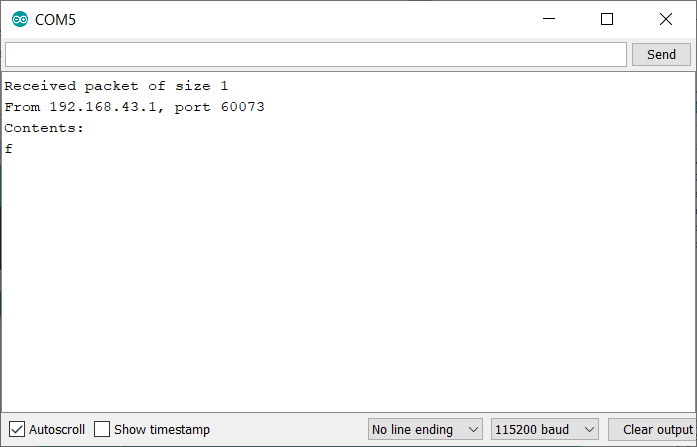 COM5
Send
Received packet of size 1
From 192.168.43.1, port 60073
Contents:
f
Autoscroll Show timestamp No line ending 115200 baud Clear output